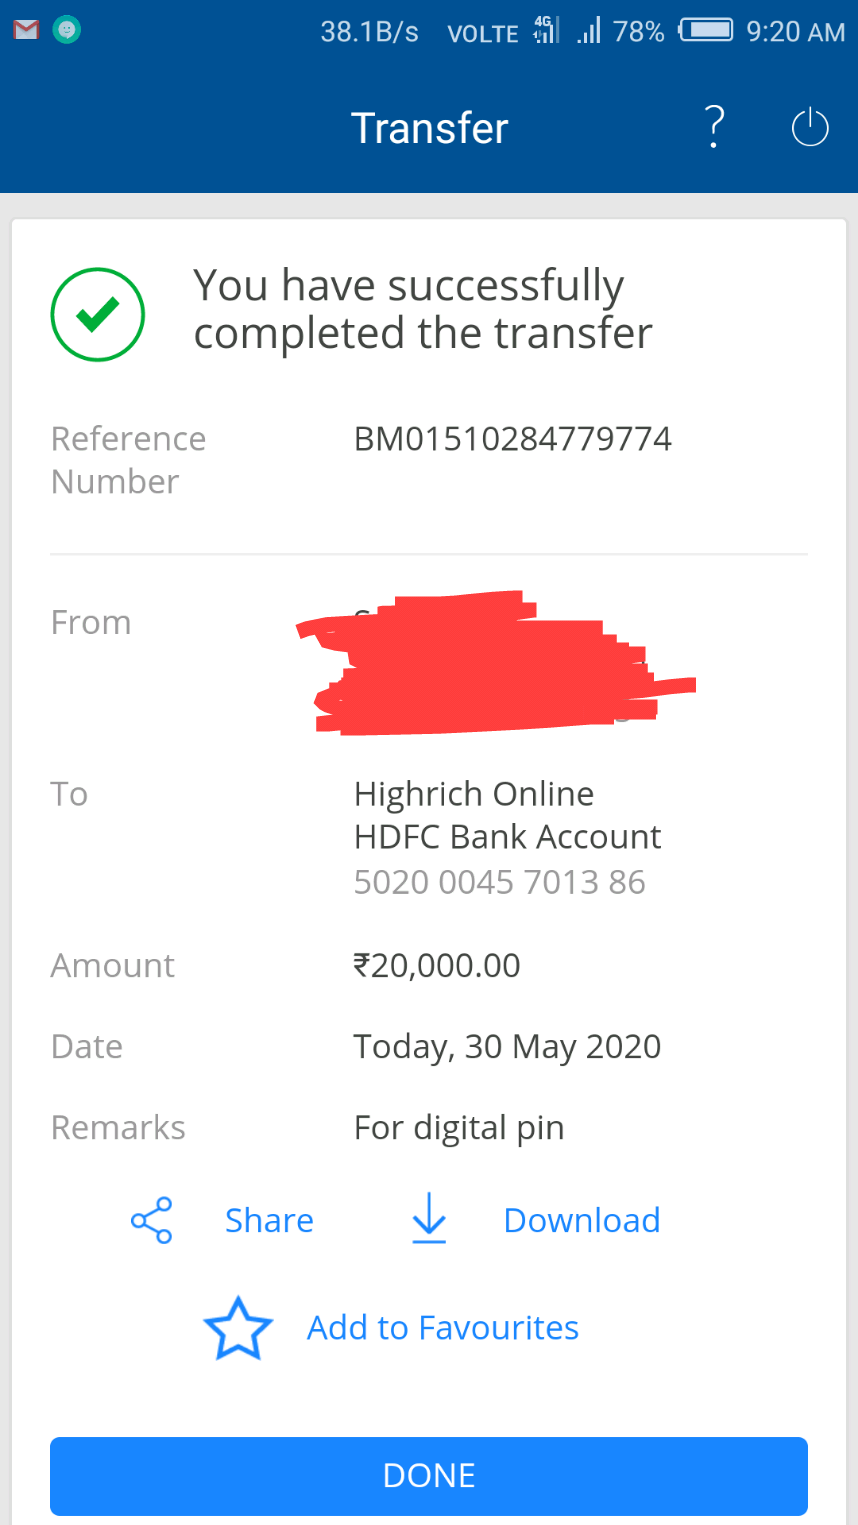 38.1B/s VOLTE 4G 78% 9:20 AM
Transfer ?
You have successfully
completed the transfer
Reference BM01510284779774
Number
From
To Highrich Online
HDFC Bank Account
5020 0045 7013 86
Amount ₹20,000.00
Date Today, 30 May 2020
Remarks For digital pin
Share Download
Add to Favourites
DONE